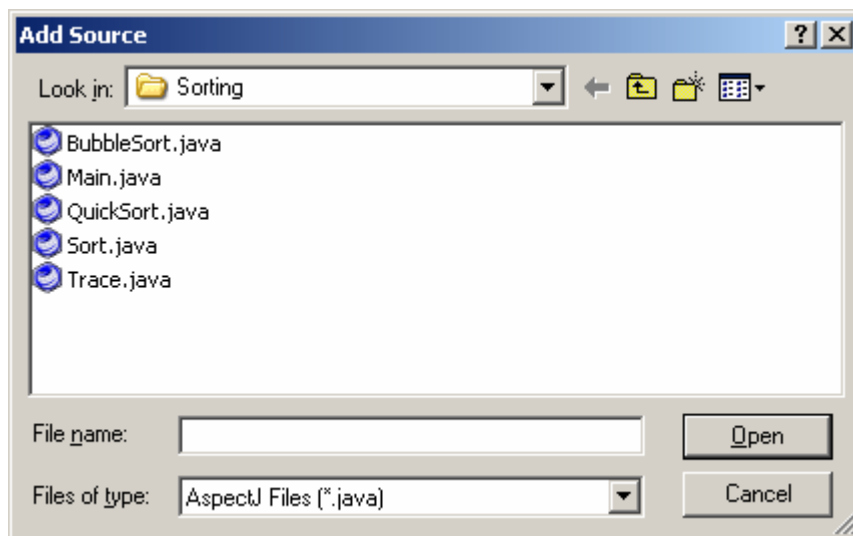 Add Source
Look in: Sorting
BubbleSort.java
Main.java
QuickSort.java
Sort.java
Trace.java
File name: Open
Files of type: AspectJ Files (*.java) Cancel